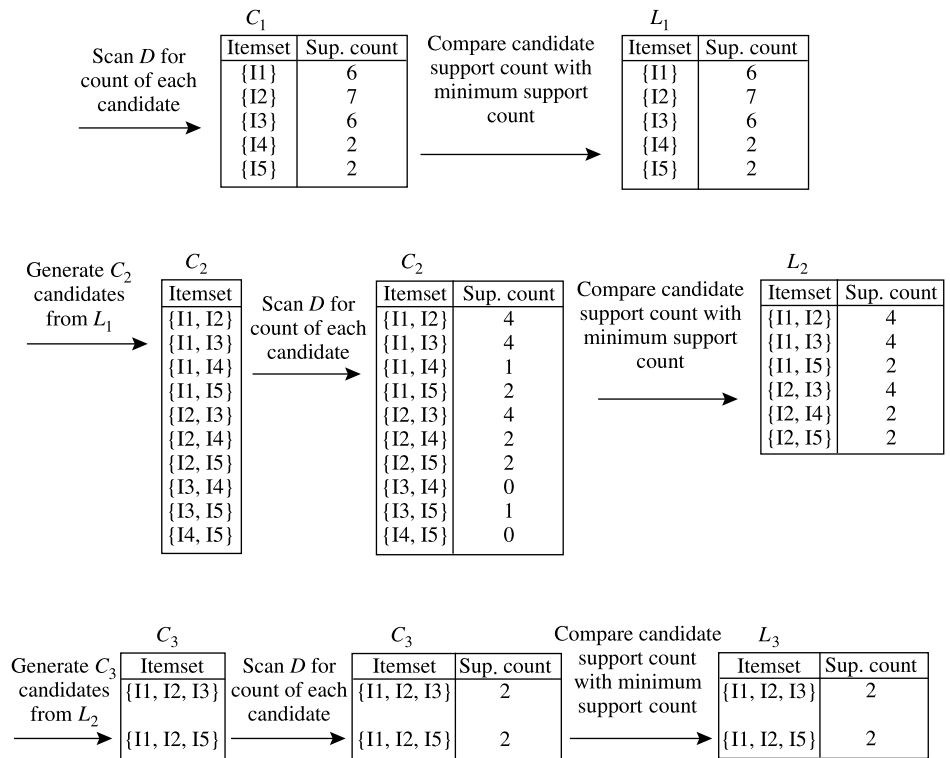 C1
L1
Scan D for
count of each
candidate
Itemset Sup. count
{I1} 6
{I2} 7
{I3} 6
{I4} 2
{I5} 2
Compare candidate
support count with
minimum support
count
Itemset Sup. count
{I1} 6
{I2} 7
{I3} 6
{I4} 2
{I5} 2
Generate C2
candidates
from L1
C2
Itemset
{I1, I2}
{I1, I3}
{I1, I4}
{I1, I5}
{I2, I3}
{I2, I4}
{I2, I5}
{I3, I4}
{I3, I5}
{I4, I5}
Scan D for
count of each
candidate
C2
Itemset Sup. count
{I1, I2} 4
{I1, I3} 4
{I1, I4} 1
{I1, I5} 2
{I2, I3} 4
{I2, I4} 2
{I2, I5} 2
{I3, I4} 0
{I3, I5} 1
{I4, I5} 0
Compare candidate
support count with
minimum support
count
L2
Itemset Sup. count
{I1, I2} 4
{I1, I3} 4
{I1, I5} 2
{I2, I3} 4
{I2, I4} 2
{I2, I5} 2
Generate C3
candidates
from L2
C3
Itemset
{I1, I2, I3}
{I1, I2, I5}
Scan D for
count of each
candidate
C3
Itemset Sup. count
{I1, I2, I3} 2
{I1, I2, I5} 2
Compare candidate
support count
with minimum
support count
L3
Itemset Sup. count
{I1, I2, I3} 2
{I1, I2, I5} 2